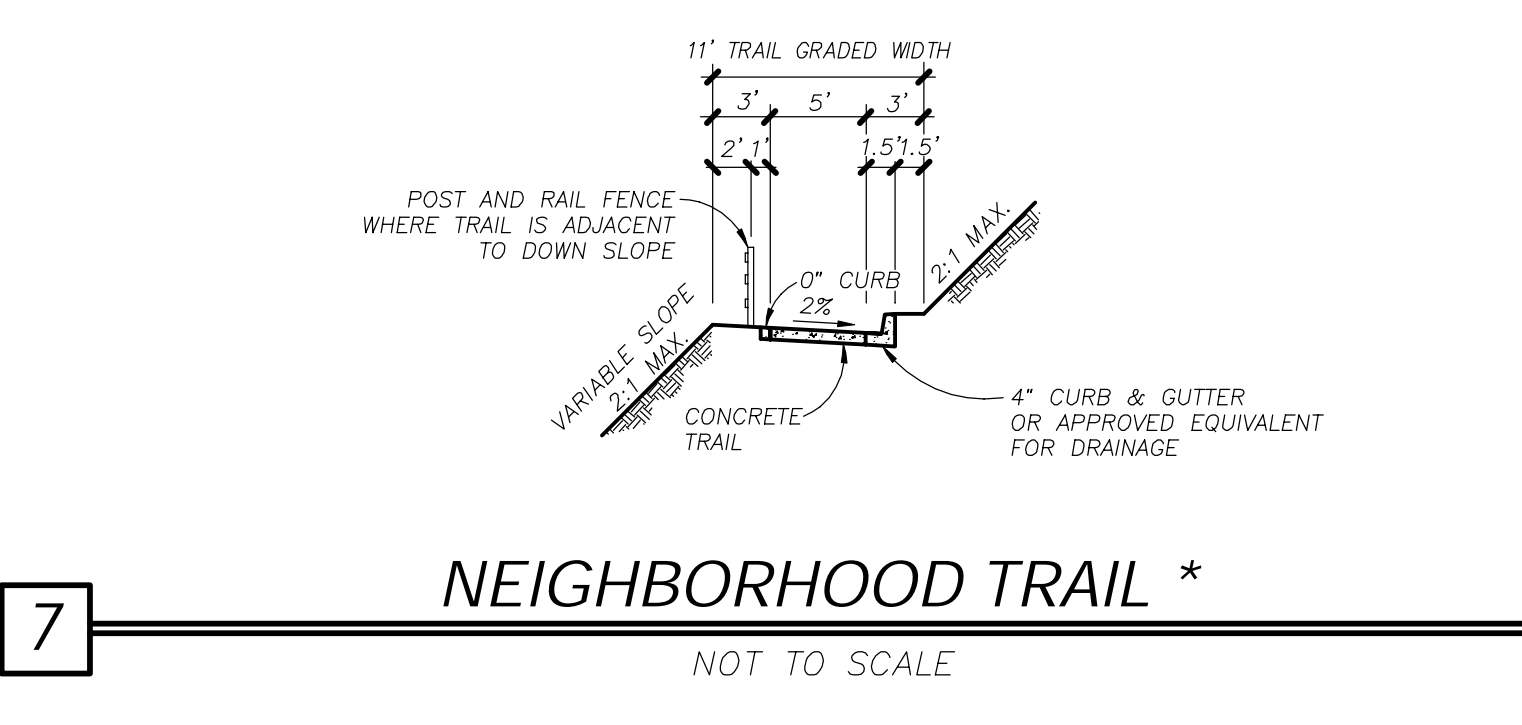 11' TRAIL GRADED WIDTH
3' 5' 3'
2' 1' 1.5' 1.5'
POST AND RAIL FENCE
WHERE TRAIL IS ADJACENT
TO DOWN SLOPE
2:1 MAX.
0" CURB
2%
VARIABLE SLOPE
2:1 MAX.
CONCRETE
TRAIL
4" CURB & GUTTER
OR APPROVED EQUIVALENT
FOR DRAINAGE
NEIGHBORHOOD TRAIL *
7
NOT TO SCALE